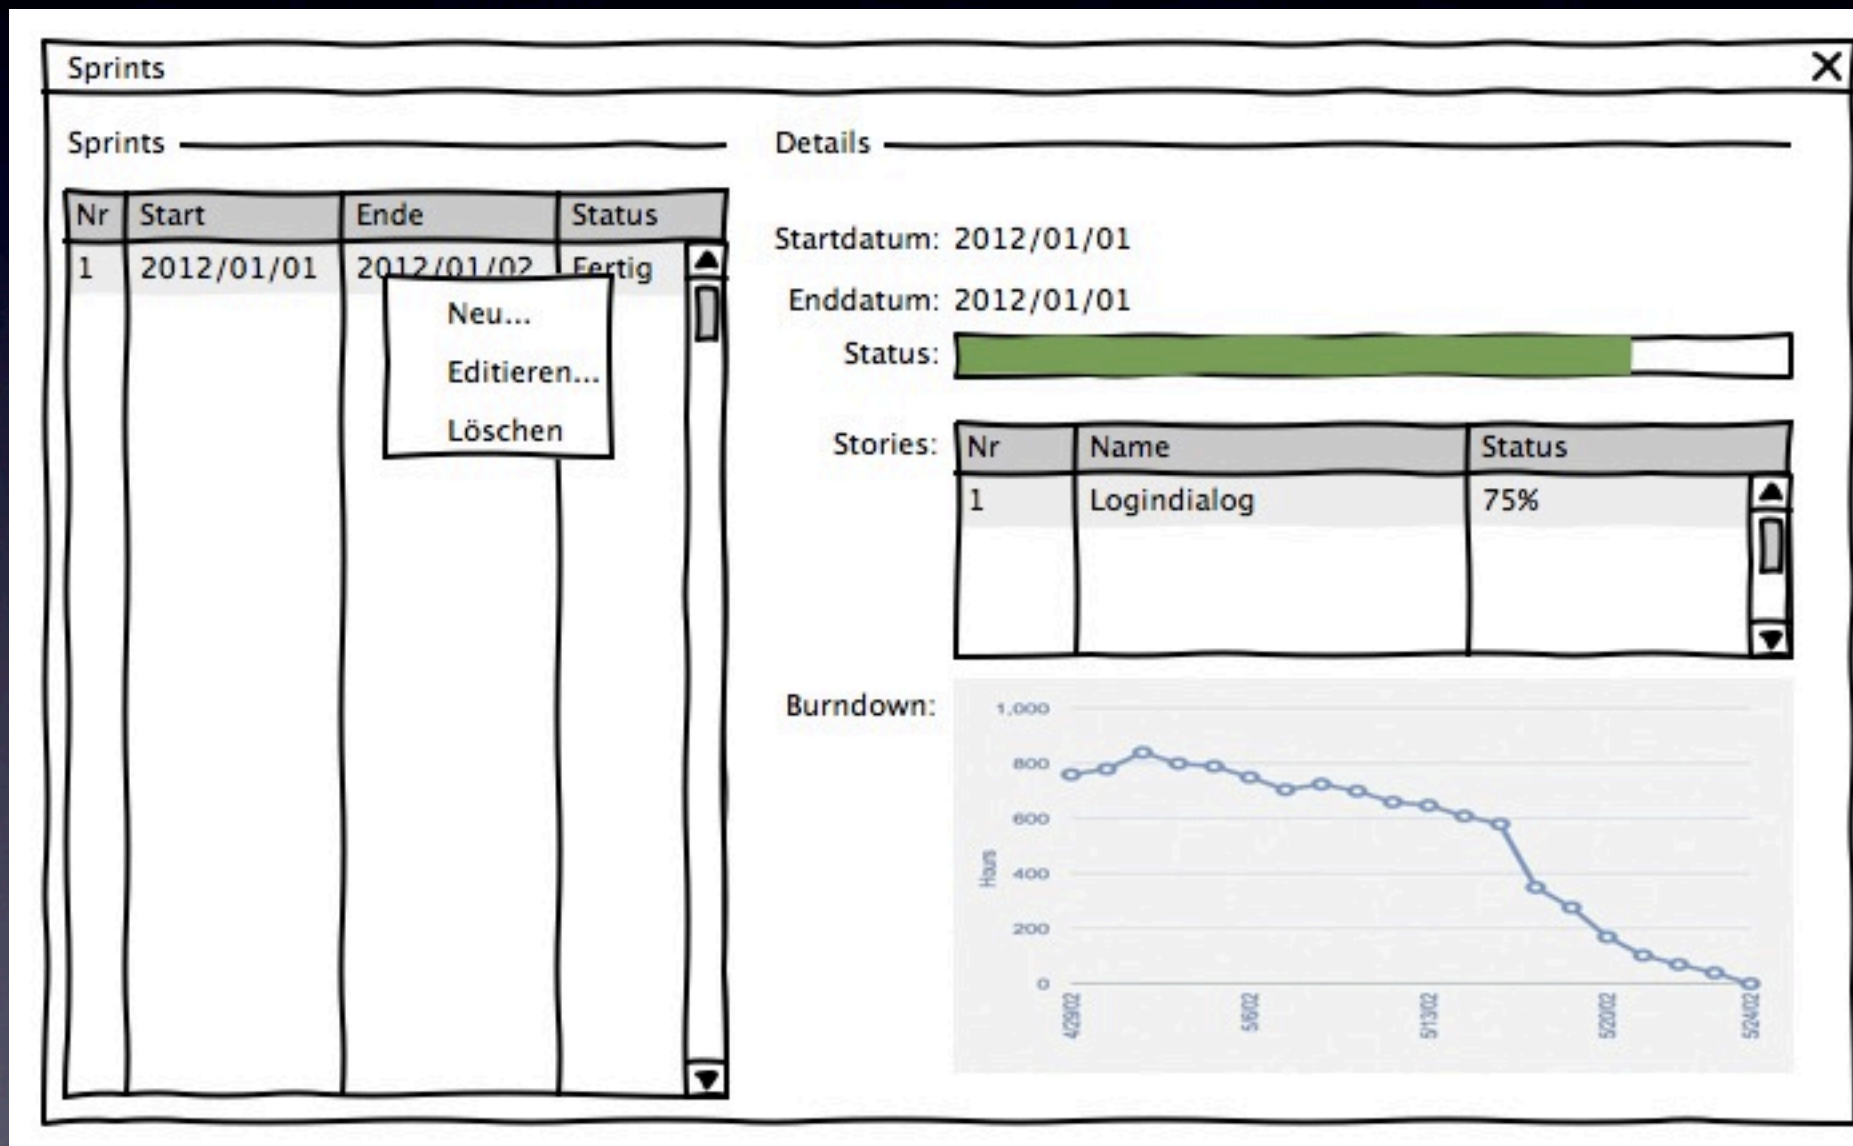 Sprints
Sprints
Nr Start Ende Status
1 2012/01/01 2012/01/02 Fertig
Neu...
Editieren...
Löschen
Details
Startdatum: 2012/01/01
Enddatum: 2012/01/01
Status:
Stories:
Nr Name Status
1 Logindialog 75%
Burndown:
1,000
800
600
400
200
0
Hours
4/29/02 5/6/02 5/13/02 5/20/02 5/24/02